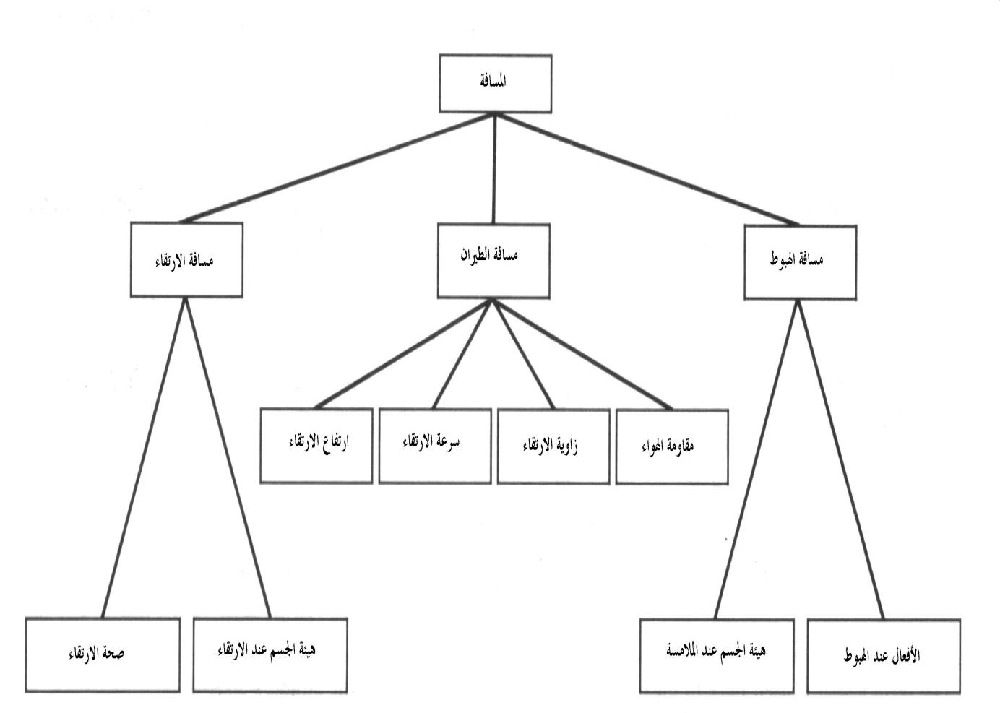 المسافة
مسافة الهبوط
مسافة الطيران
مسافة الارتقاء
مقاومة الهواء
زاوية الارتقاء
سرعة الارتقاء
ارتفاع الارتقاء
الأفعال عند الهبوط
هيئة الجسم عند الملامسة
هيئة الجسم عند الارتقاء
صحة الارتقاء